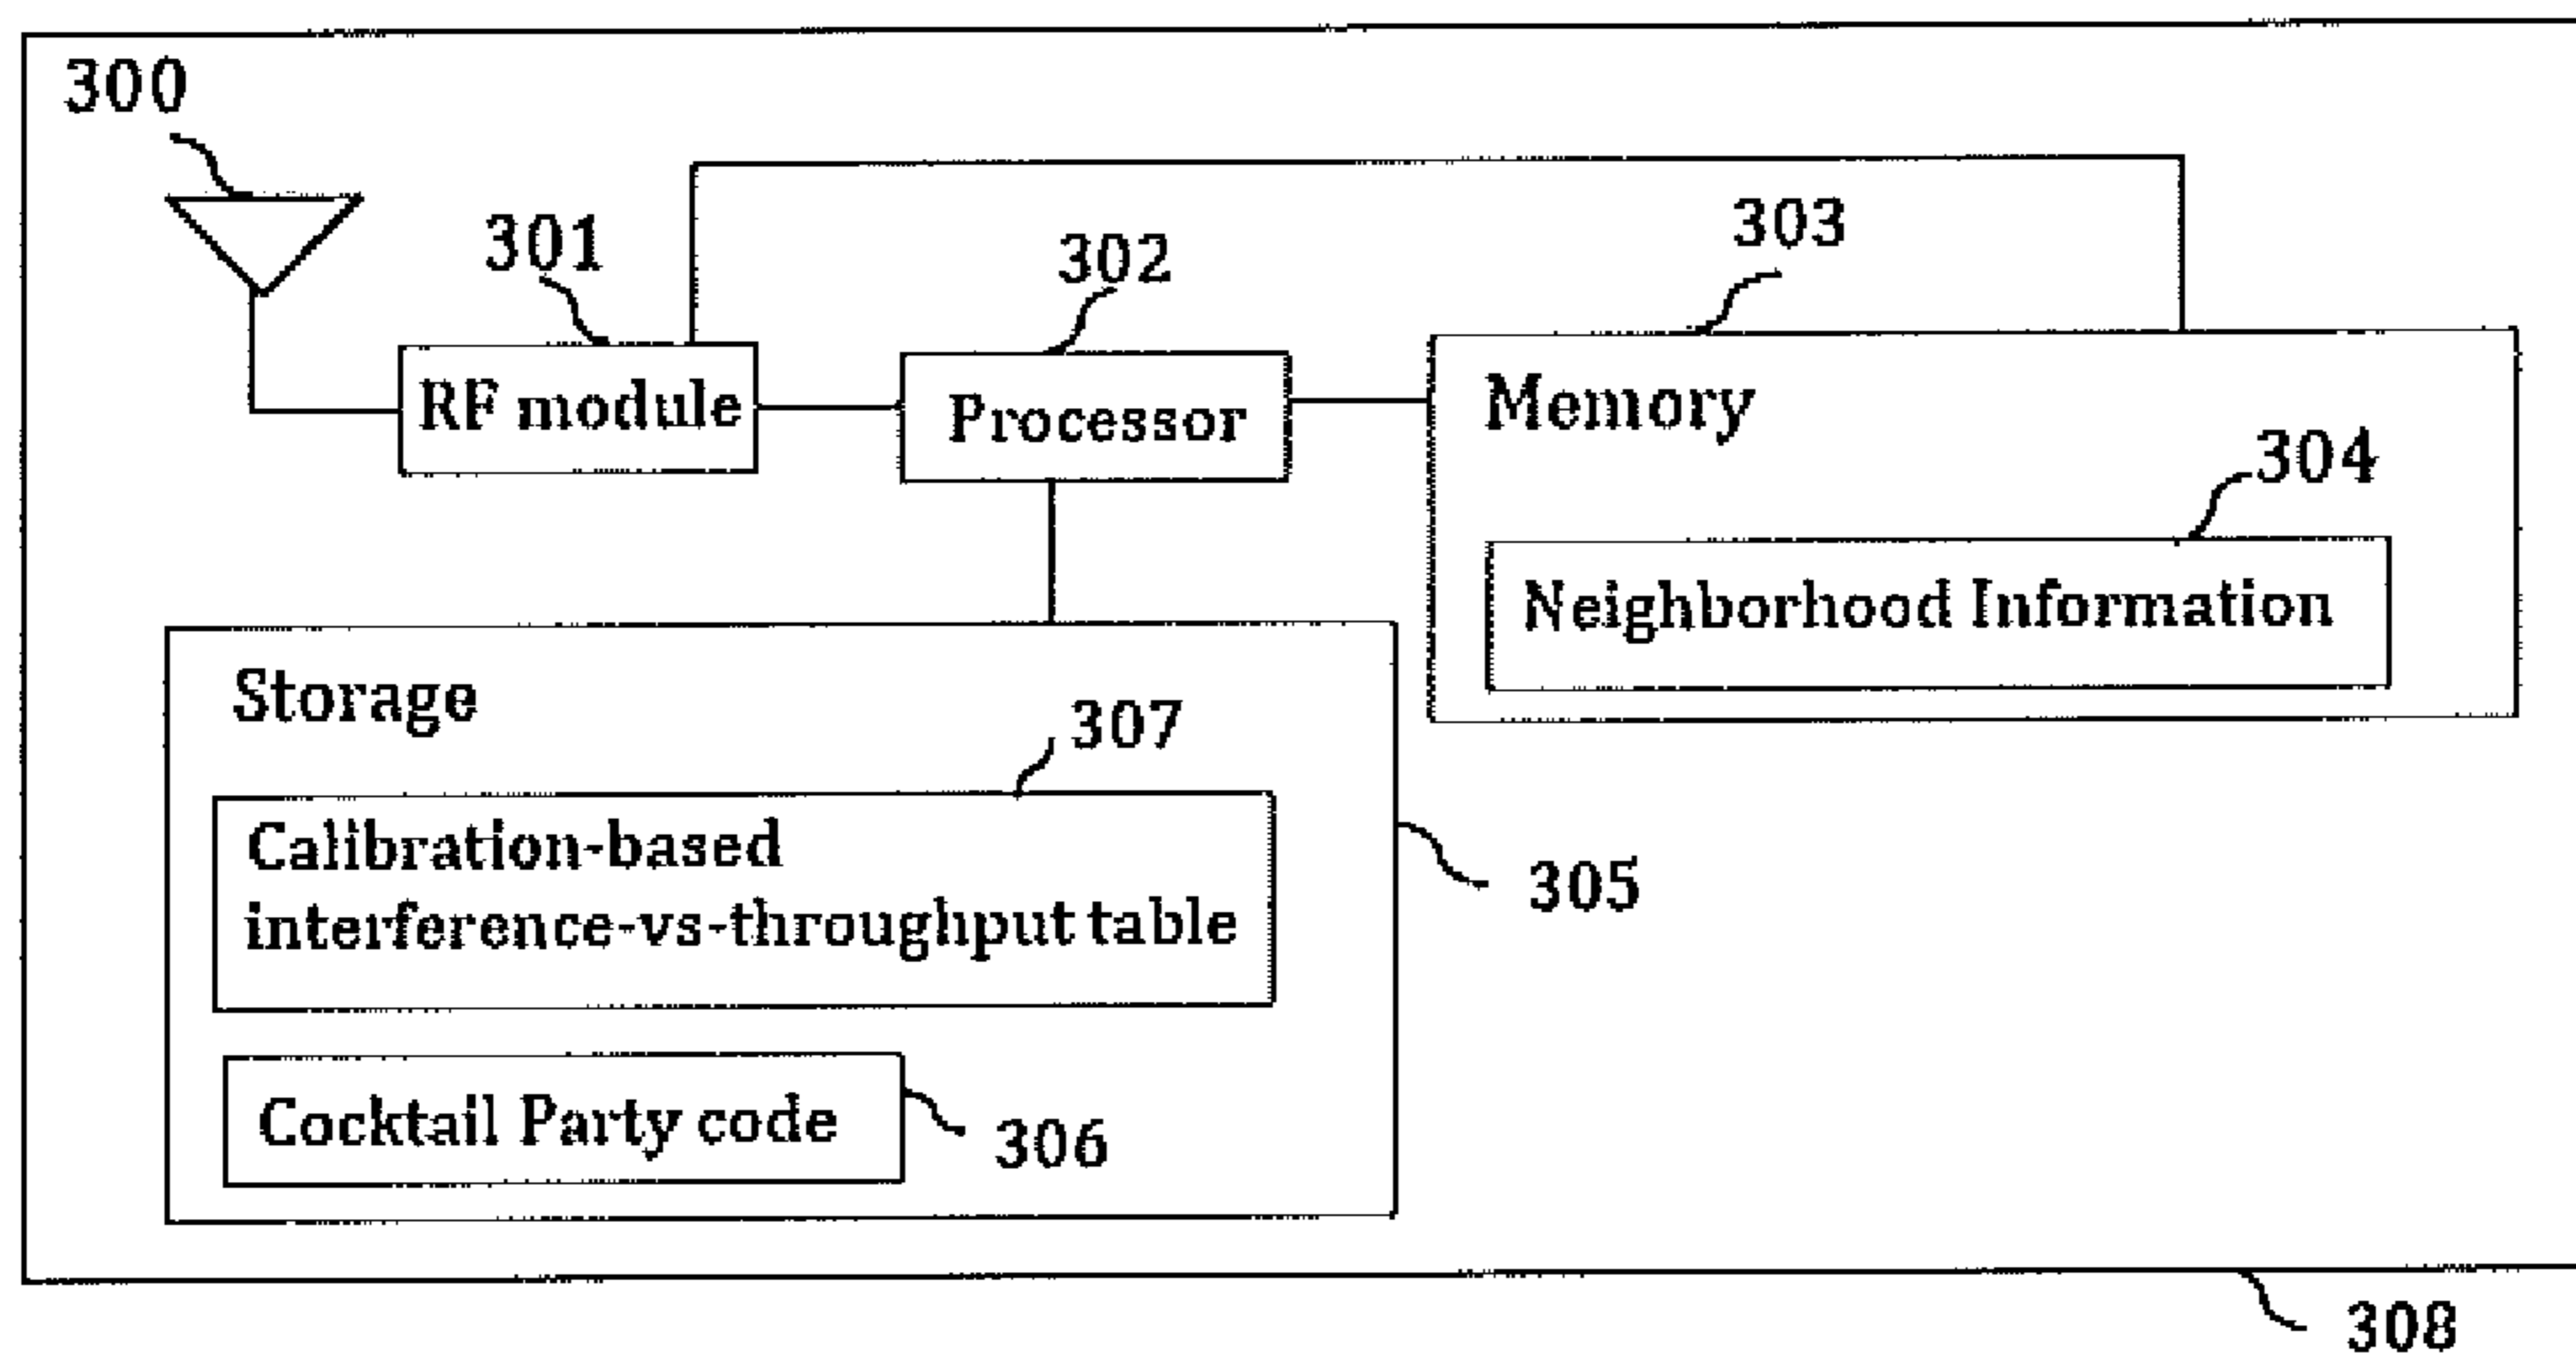 300
301
302
303
RF module
Processor
Memory
304
Neighborhood Information
Storage
307
Calibration-based
interference-vs-throughput table
305
Cocktail Party code
306
308